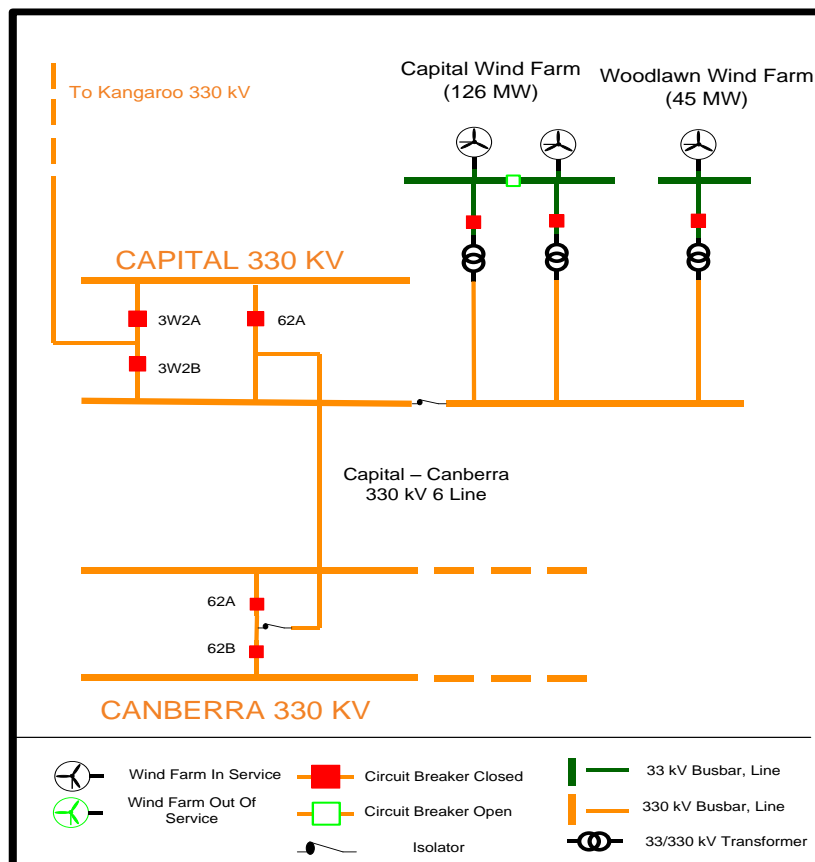 Capital Wind Farm
(126 MW)
Woodlawn Wind Farm
(45 MW)
To Kangaroo 330 kV
CAPITAL 330 KV
3W2A
62A
3W2B
Capital – Canberra
330 kV 6 Line
62A
62B
CANBERRA 330 KV
Wind Farm In Service
Wind Farm Out Of
Service
Circuit Breaker Closed
Circuit Breaker Open
Isolator
33 kV Busbar, Line
330 kV Busbar, Line
33/330 kV Transformer